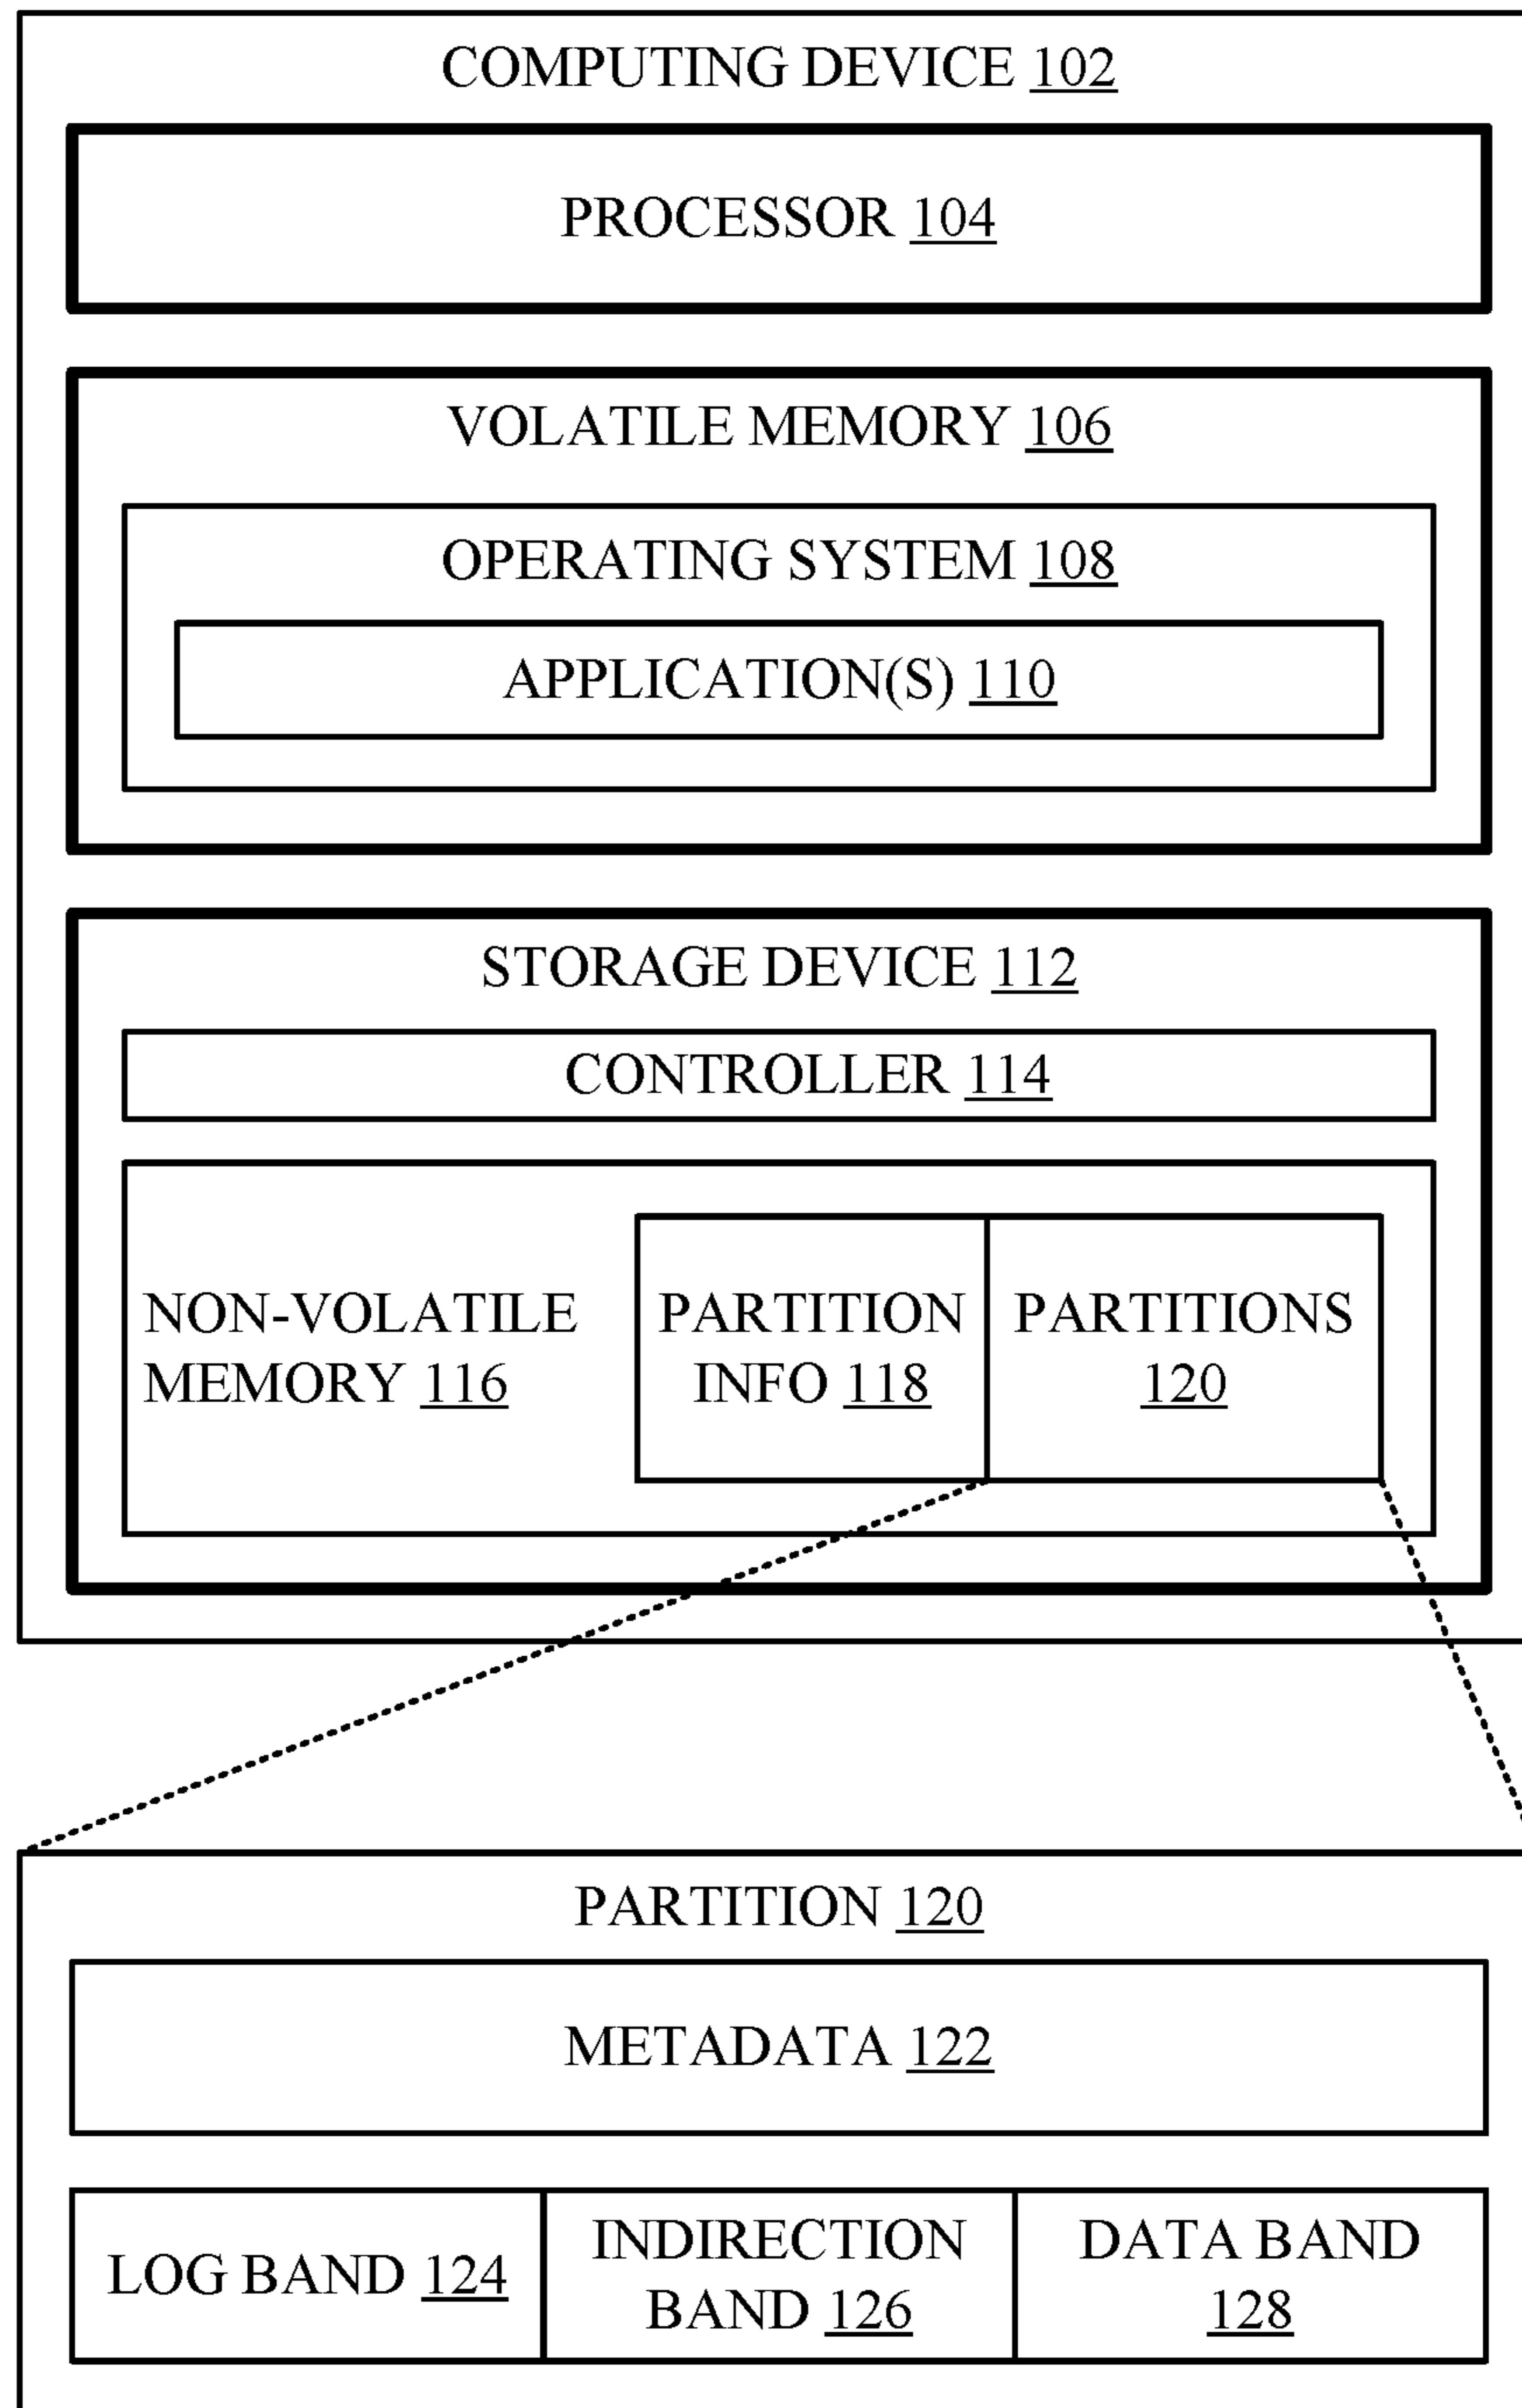 COMPUTING DEVICE 102
PROCESSOR 104
VOLATILE MEMORY 106
OPERATING SYSTEM 108
APPLICATION(S) 110
STORAGE DEVICE 112
CONTROLLER 114
NON-VOLATILE
MEMORY 116
PARTITION
INFO 118
PARTITIONS
120
PARTITION 120
METADATA 122
LOG BAND 124
INDIRECTION
BAND 126
DATA BAND
128